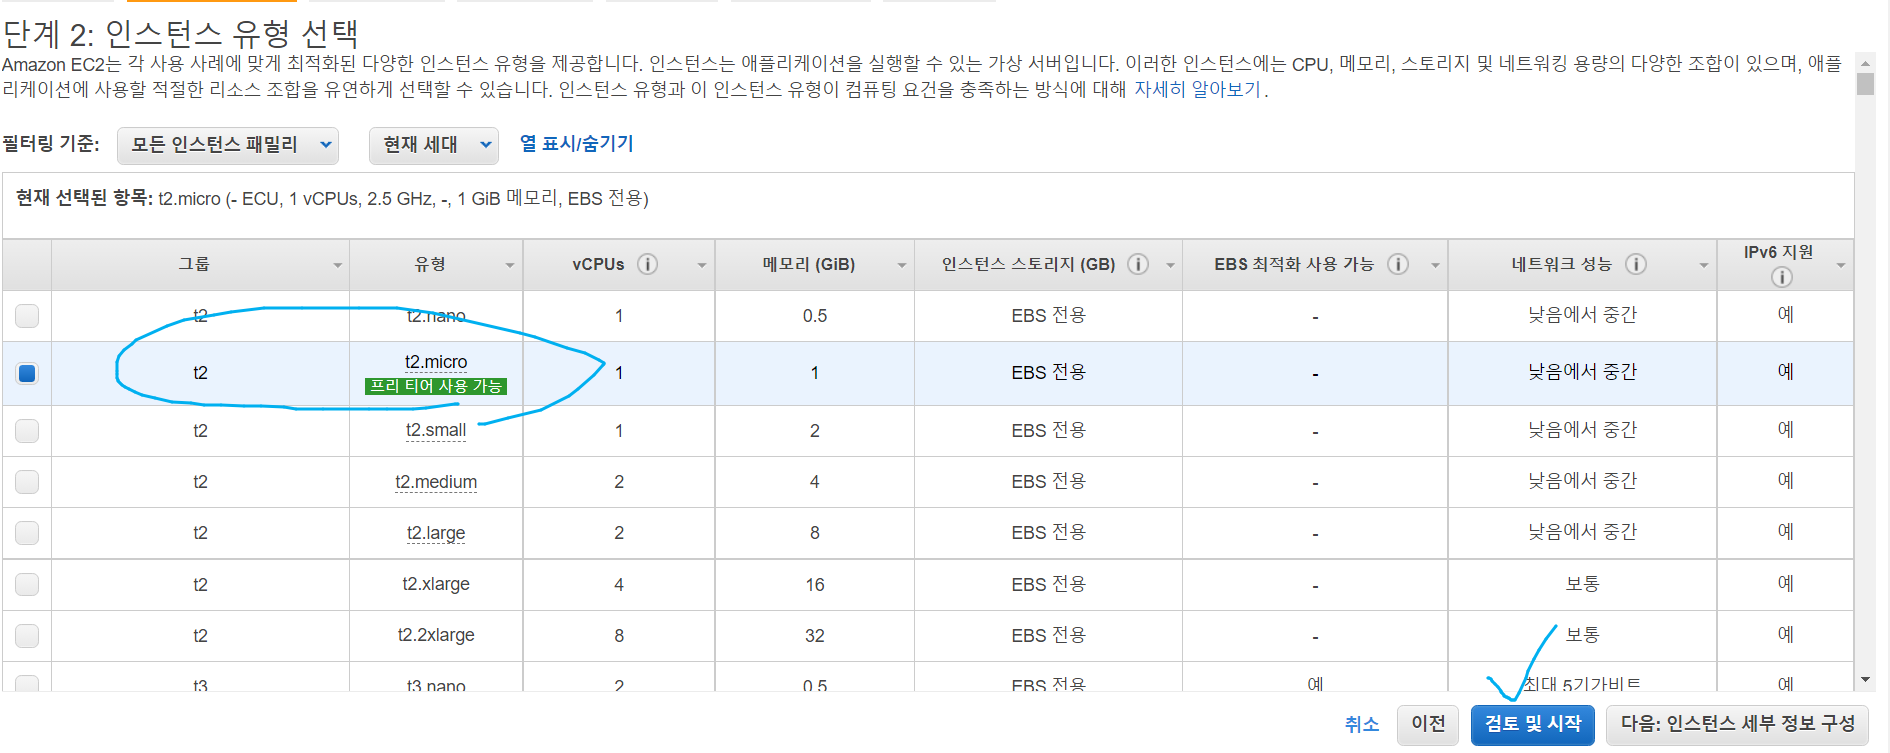 단계 2: 인스턴스 유형 선택
Amazon EC2는 각 사용 사례에 맞게 최적화된 다양한 인스턴스 유형을 제공합니다. 인스턴스는 애플리케이션을 실행할 수 있는 가상 서버입니다. 이러한 인스턴스에는 CPU, 메모리, 스토리지 및 네트워킹 용량의 다양한 조합이 있으며, 애플
리케이션에 사용할 적절한 리소스 조합을 유연하게 선택할 수 있습니다. 인스턴스 유형과 이 인스턴스 유형이 컴퓨팅 요건을 충족하는 방식에 대해 자세히 알아보기.
필터링 기준: 모든 인스턴스 패밀리 현재 세대 열 표시/숨기기
현재 선택된 항목: t2.micro (- ECU, 1 vCPUs, 2.5 GHz, -, 1 GiB 메모리, EBS 전용)
그룹 유형 vCPUs 메모리 (GiB) 인스턴스 스토리지 (GB) EBS 최적화 사용 가능 네트워크 성능 IPv6 지원
t2 t2.nano 1 0.5 EBS 전용 - 낮음에서 중간 예
t2 t2.micro 1 1 EBS 전용 - 낮음에서 중간 예
프리 티어 사용 가능
t2 t2.small 1 2 EBS 전용 - 낮음에서 중간 예
t2 t2.medium 2 4 EBS 전용 - 낮음에서 중간 예
t2 t2.large 2 8 EBS 전용 - 낮음에서 중간 예
t2 t2.xlarge 4 16 EBS 전용 - 보통 예
t2 t2.2xlarge 8 32 EBS 전용 - 보통 예
t3 t3.nano 2 0.5 EBS 전용 예 최대 5기가비트 예
취소 이전 검토 및 시작 다음: 인스턴스 세부 정보 구성